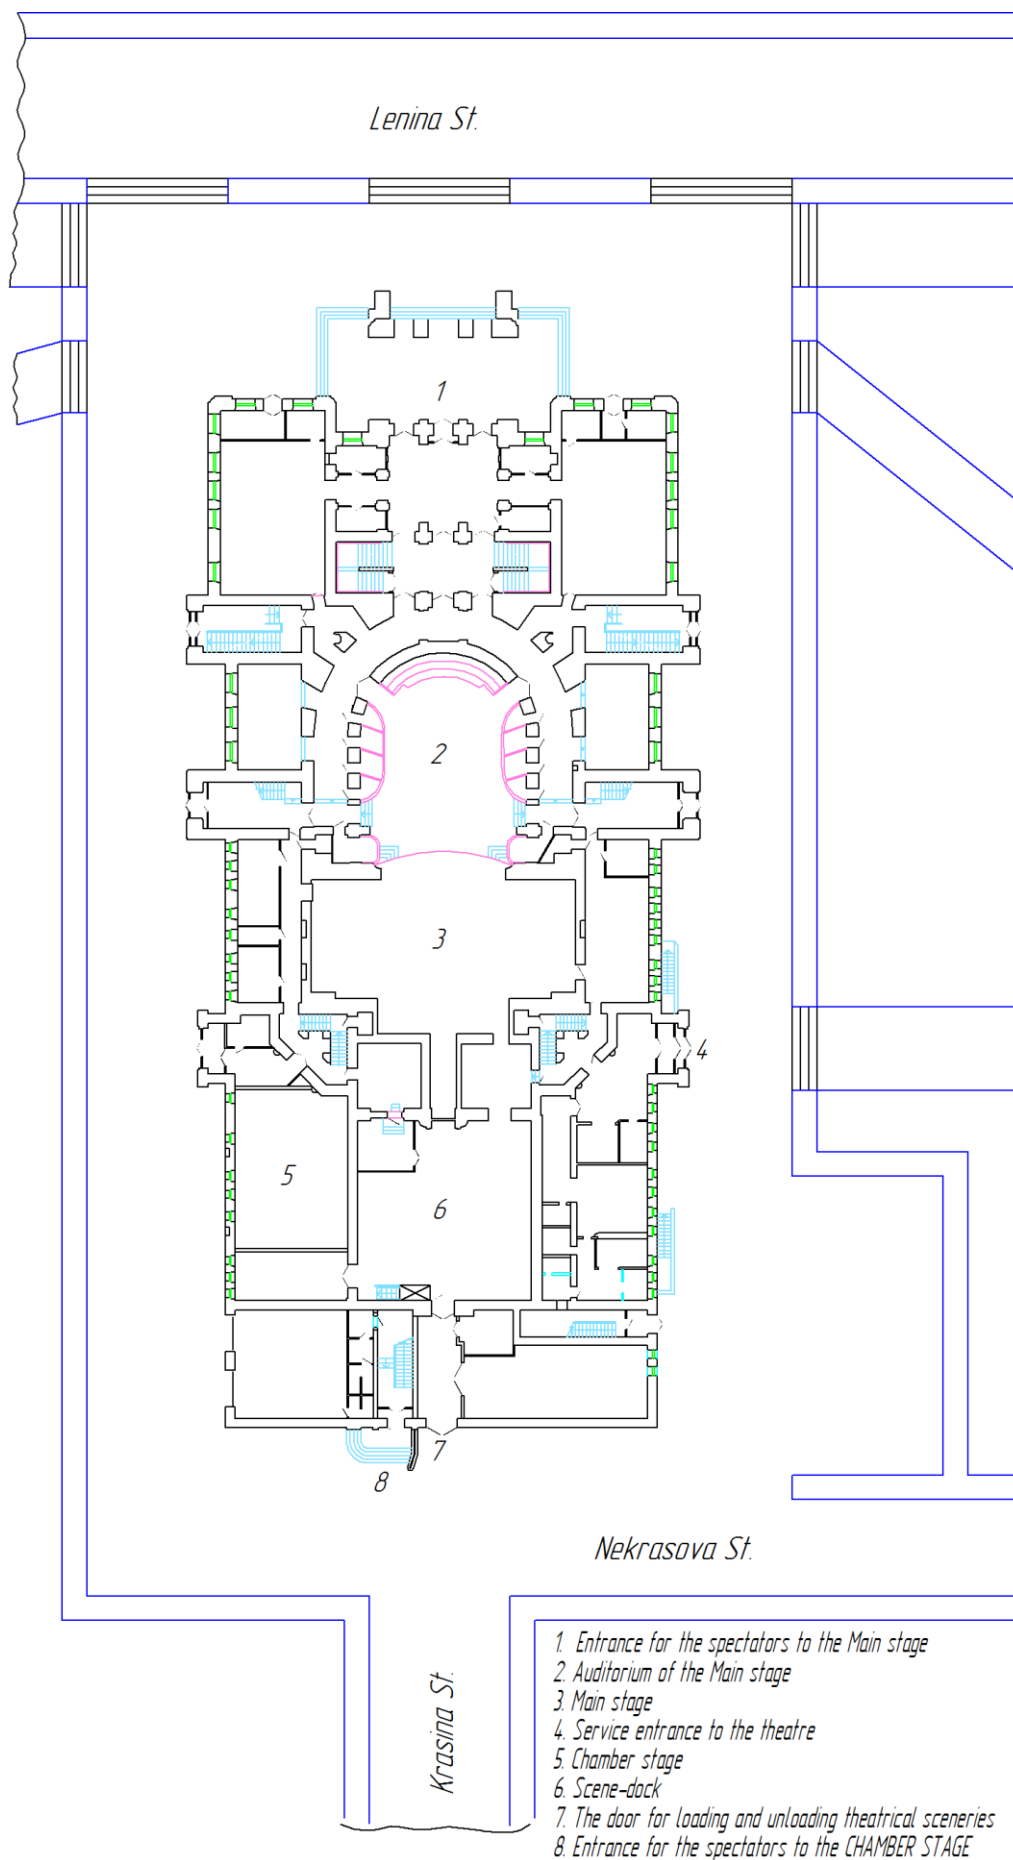 Lenina St.
1
2
3
4
5
6
7
8
Nekrasova St.
Krasina St.
1. Entrance for the spectators to the Main stage
2. Auditorium of the Main stage
3. Main stage
4. Service entrance to the theatre
5. Chamber stage
6. Scene-dock
7. The door for loading and unloading theatrical sceneries
8. Entrance for the spectators to the CHAMBER STAGE